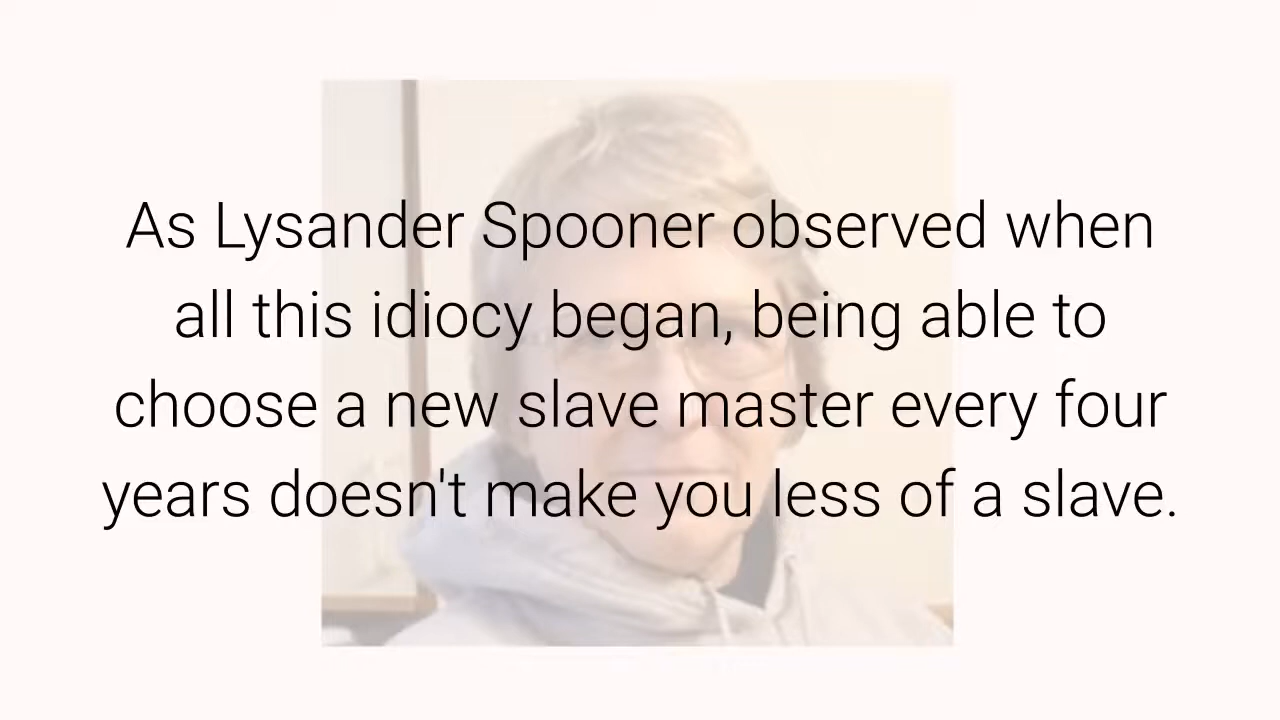 As Lysander Spooner observed when
all this idiocy began, being able to
choose a new slave master every four
years doesn't make you less of a slave.